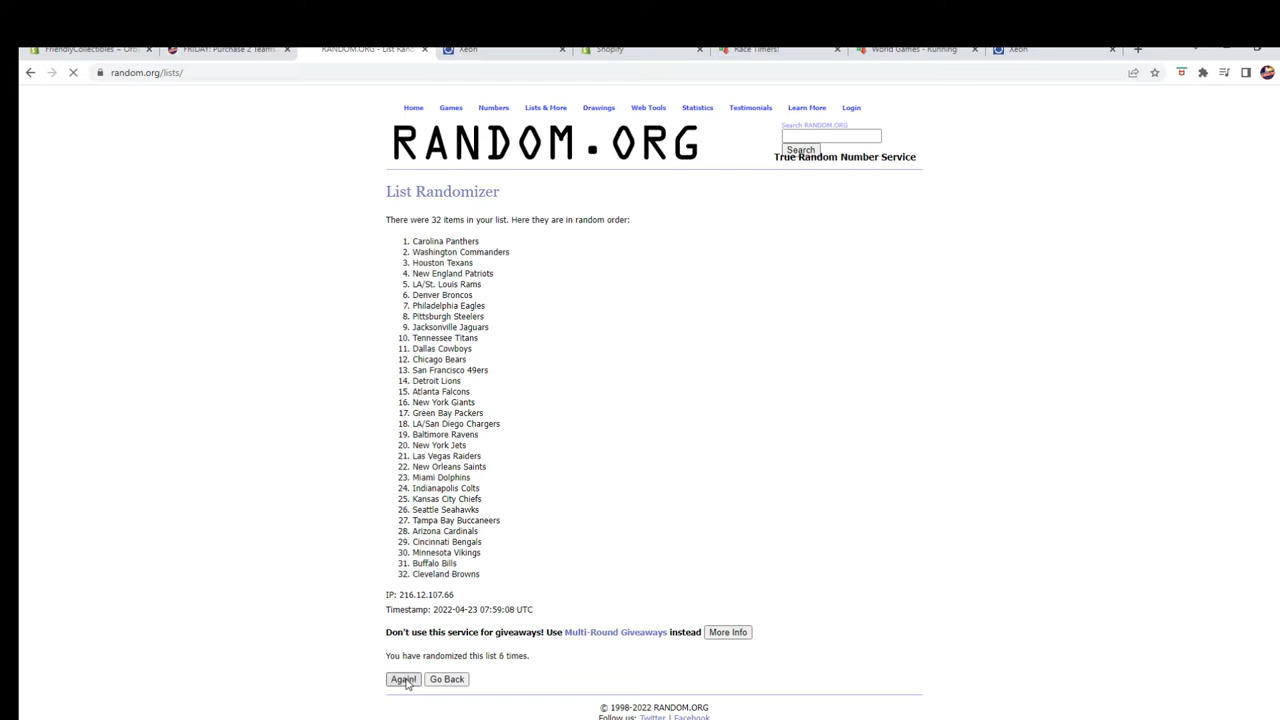 FriendlyCollectibles ~ Orb
FRIDAY! Purchase 2 Teams
RANDOM.ORG - List Rand
Xeon
Shopify
Race Timers!
World Games - Running
Xeon
random.org/lists/
Home Games Numbers Lists & More Drawings Web Tools Statistics Testimonials Learn More Login
RANDOM.ORG
Search RANDOM.ORG
Search
True Random Number Service
List Randomizer
There were 32 items in your list. Here they are in random order:
1. Carolina Panthers
2. Washington Commanders
3. Houston Texans
4. New England Patriots
5. LA/St. Louis Rams
6. Denver Broncos
7. Philadelphia Eagles
8. Pittsburgh Steelers
9. Jacksonville Jaguars
10. Tennessee Titans
11. Dallas Cowboys
12. Chicago Bears
13. San Francisco 49ers
14. Detroit Lions
15. Atlanta Falcons
16. New York Giants
17. Green Bay Packers
18. LA/San Diego Chargers
19. Baltimore Ravens
20. New York Jets
21. Las Vegas Raiders
22. New Orleans Saints
23. Miami Dolphins
24. Indianapolis Colts
25. Kansas City Chiefs
26. Seattle Seahawks
27. Tampa Bay Buccaneers
28. Arizona Cardinals
29. Cincinnati Bengals
30. Minnesota Vikings
31. Buffalo Bills
32. Cleveland Browns
IP: 216.12.107.66
Timestamp: 2022-04-23 07:59:08 UTC
Don't use this service for giveaways! Use Multi-Round Giveaways instead More Info
You have randomized this list 6 times.
Again! Go Back
© 1998-2022 RANDOM.ORG
Follow us: Twitter | Facebook